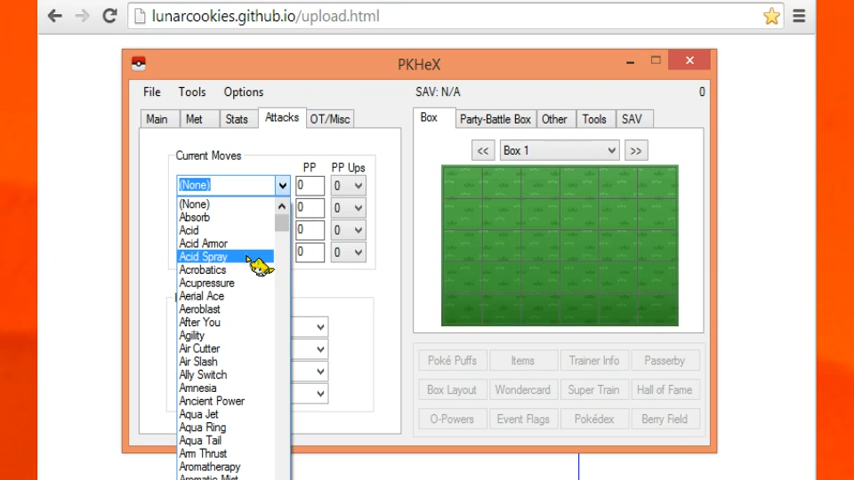 lunarcookies.github.io/upload.html
PKHeX
File Tools Options
SAV: N/A
0
Main Met Stats Attacks OT/Misc
Box Party-Battle Box Other Tools SAV
<< Box 1 >>
Current Moves
PP PP Ups
(None) 0 0
0 0
0 0
0 0
(None)
Absorb
Acid
Acid Armor
Acid Spray
Acrobatics
Acupressure
Aerial Ace
Aeroblast
After You
Agility
Air Cutter
Air Slash
Ally Switch
Amnesia
Ancient Power
Aqua Jet
Aqua Ring
Aqua Tail
Arm Thrust
Aromatherapy
Aromatic Mist
Poké Puffs Items Trainer Info Passerby
Box Layout Wondercard Super Train Hall of Fame
O-Powers Event Flags Pokédex Berry Field